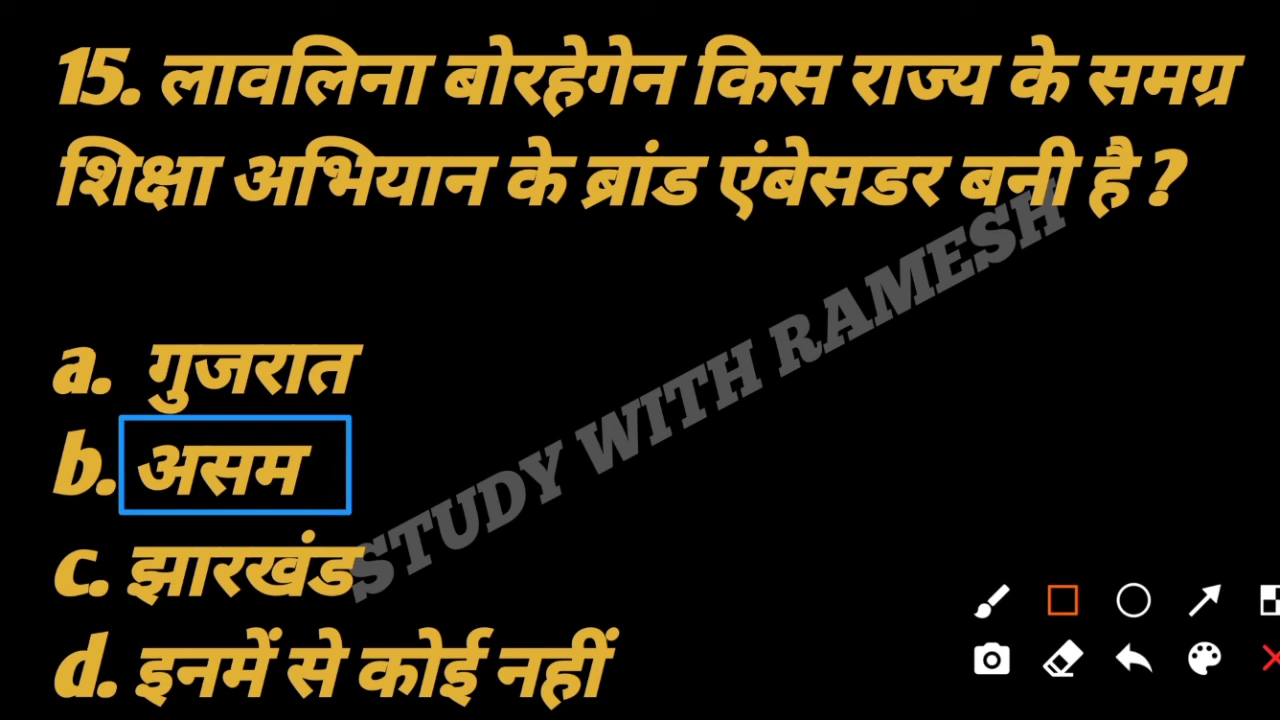 15. लावलिना बोरहेगेन किस राज्य के समग्र
शिक्षा अभियान के ब्रांड एंबेसडर बनी है ?
a. गुजरात
b. असम
c. झारखंड
d. इनमें से कोई नहीं
STUDY WITH RAMESH